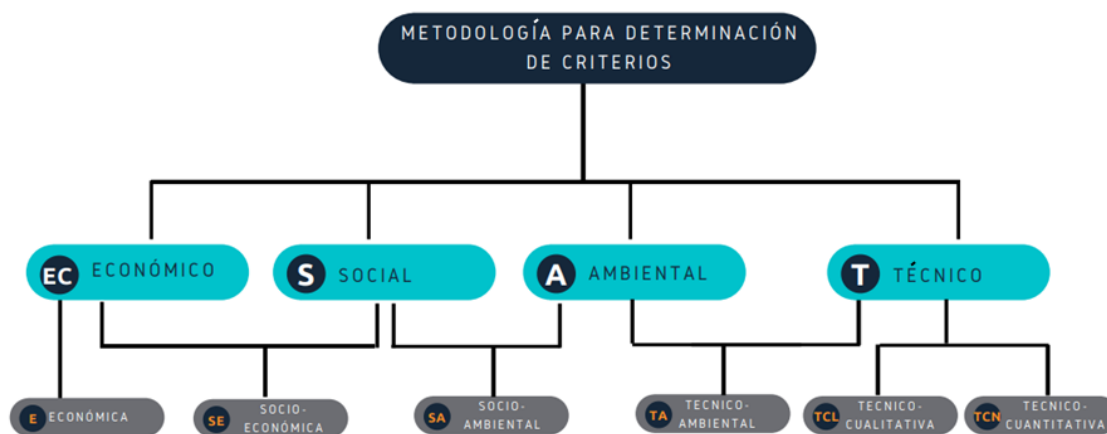 METODOLOGÍA PARA DETERMINACIÓN
DE CRITERIOS
EC ECONÓMICO
S SOCIAL
A AMBIENTAL
T TÉCNICO
E ECONÓMICA
SE SOCIO-
ECONÓMICA
SA SOCIO-
AMBIENTAL
TA TECNICO-
AMBIENTAL
TCL TECNICO-
CUALITATIVA
TCN TECNICO-
CUANTITATIVA